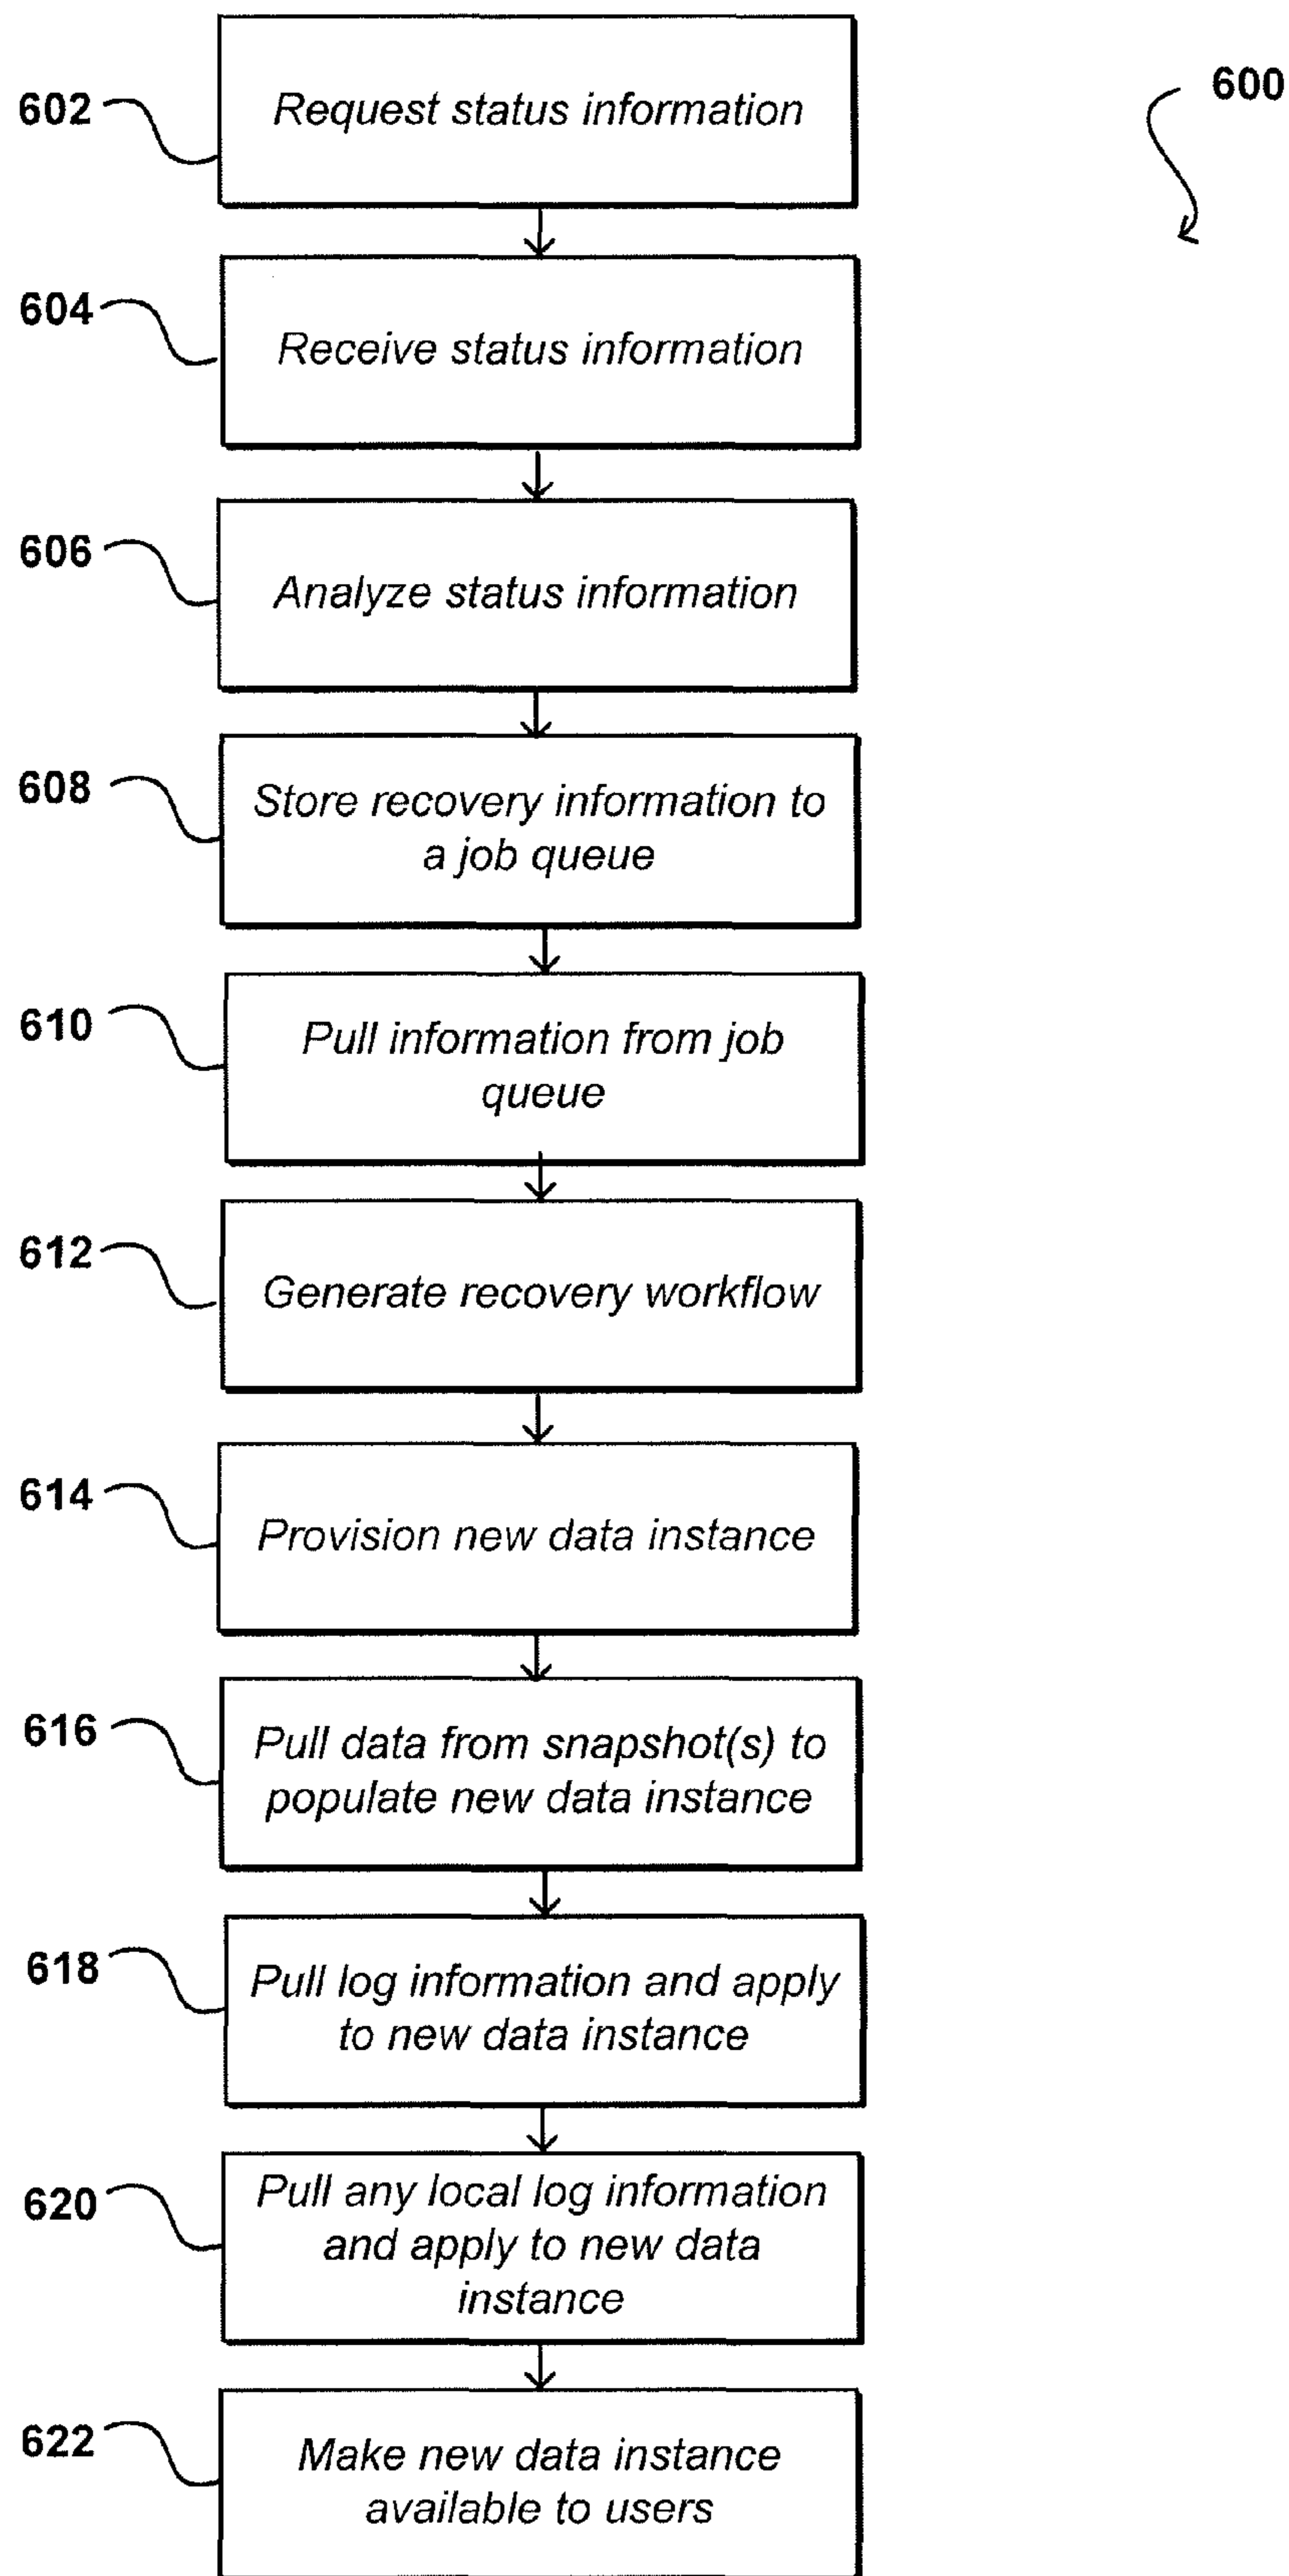 600
602
Request status information
604
Receive status information
606
Analyze status information
608
Store recovery information to
a job queue
610
Pull information from job
queue
612
Generate recovery workflow
614
Provision new data instance
616
Pull data from snapshot(s) to
populate new data instance
618
Pull log information and apply
to new data instance
620
Pull any local log information
and apply to new data
instance
622
Make new data instance
available to users